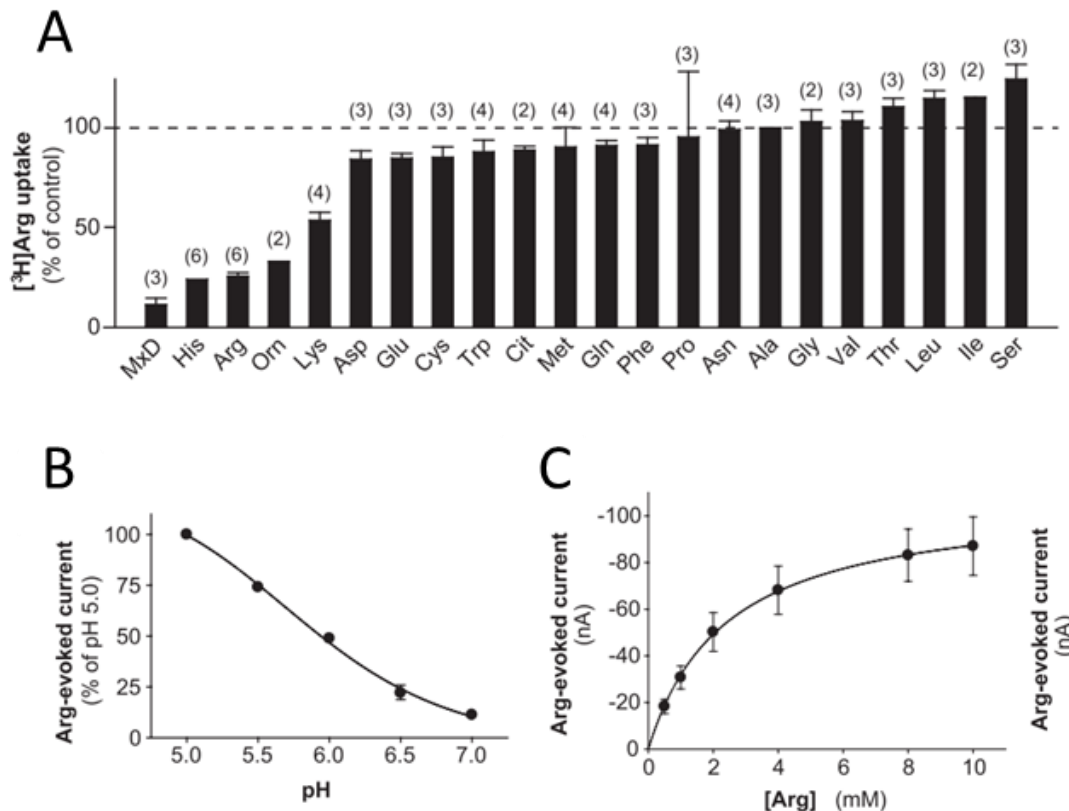 A
[³H]Arg uptake
(% of control)
100
50
0
(3)
(6)
(6)
(2)
(4)
(3)
(3)
(3)
(4)
(2)
(4)
(4)
(3)
(3)
(4)
(3)
(2)
(3)
(3)
(3)
(2)
(3)
MxD
His
Arg
Orn
Lys
Asp
Glu
Cys
Trp
Cit
Met
Gln
Phe
Pro
Asn
Ala
Gly
Val
Thr
Leu
Ile
Ser
B
Arg-evoked current
(% of pH 5.0)
100
75
50
25
0
5.0
5.5
6.0
6.5
7.0
pH
C
Arg-evoked current
(nA)
-100
-80
-60
-40
-20
0
0
2
4
6
8
10
[Arg] (mM)
Arg-evoked current
(nA)